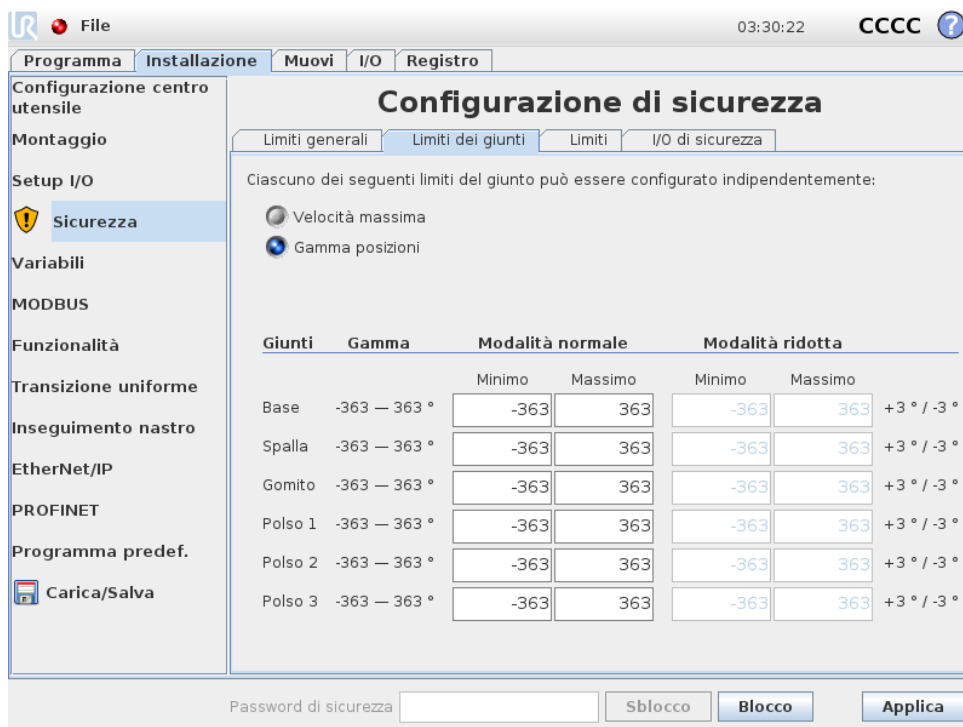 UR File 03:30:22 CCCC ?
Programma Installazione Muovi I/O Registro
Configurazione centro
utensile
Montaggio
Setup I/O
Sicurezza
Variabili
MODBUS
Funzionalità
Transizione uniforme
Inseguimento nastro
EtherNet/IP
PROFINET
Programma predef.
Carica/Salva
Configurazione di sicurezza
Limiti generali Limiti dei giunti Limiti I/O di sicurezza
Ciascuno dei seguenti limiti del giunto può essere configurato indipendentemente:
Velocità massima
Gamma posizioni
Giunti Gamma Modalità normale Modalità ridotta
Minimo Massimo Minimo Massimo
Base -363 — 363 ° -363 363 -363 363 +3 ° / -3 °
Spalla -363 — 363 ° -363 363 -363 363 +3 ° / -3 °
Gomito -363 — 363 ° -363 363 -363 363 +3 ° / -3 °
Polso 1 -363 — 363 ° -363 363 -363 363 +3 ° / -3 °
Polso 2 -363 — 363 ° -363 363 -363 363 +3 ° / -3 °
Polso 3 -363 — 363 ° -363 363 -363 363 +3 ° / -3 °
Password di sicurezza Sblocco Blocco Applica